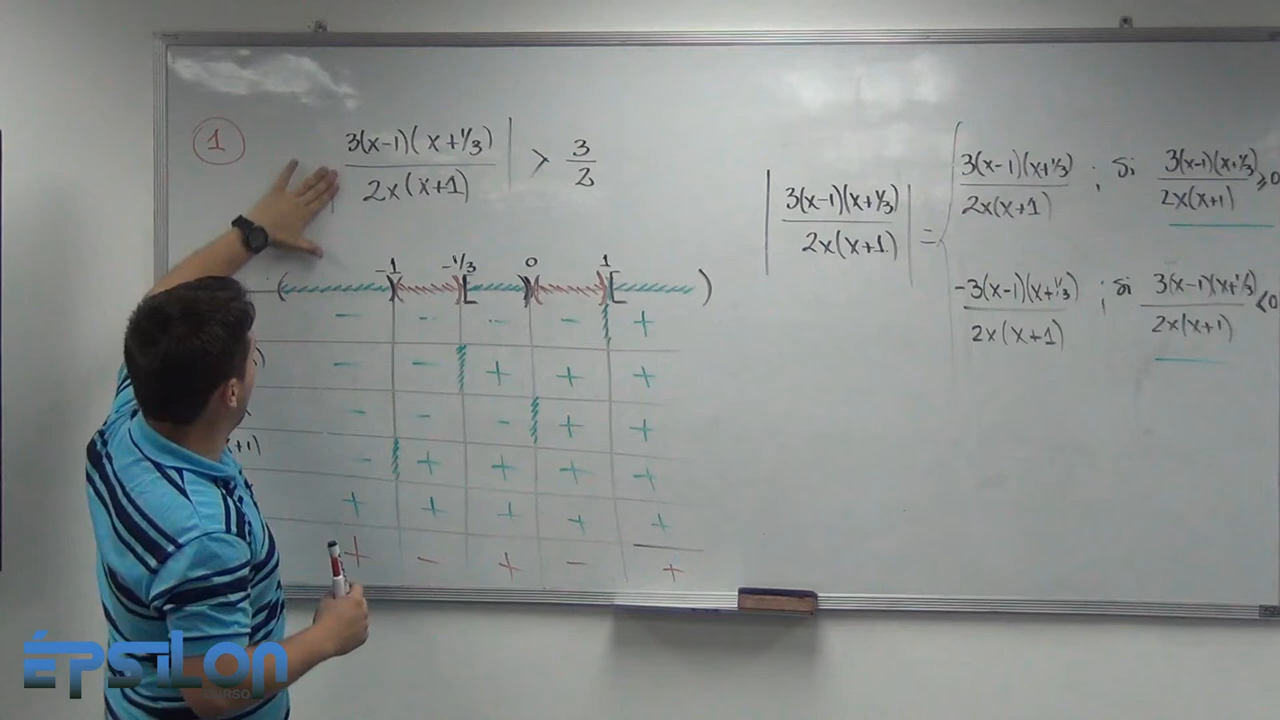 1
3(x-1)(x+1/3)
2x(x+1)
| > 3/2
| 3(x-1)(x+1/3) / 2x(x+1) | =
3(x-1)(x+1/3) / 2x(x+1) ; si 3(x-1)(x+1/3) / 2x(x+1) ≥0
-3(x-1)(x+1/3) / 2x(x+1) ; si 3(x-1)(x+1/3) / 2x(x+1) <0
-1 -1/3 0 1
( )( )[ )( )[ )
- - - - +
) - - + + +
- - - + +
+1) - + + + +
+ + + + +
+ - + - +
ÉPSILON
CURSO